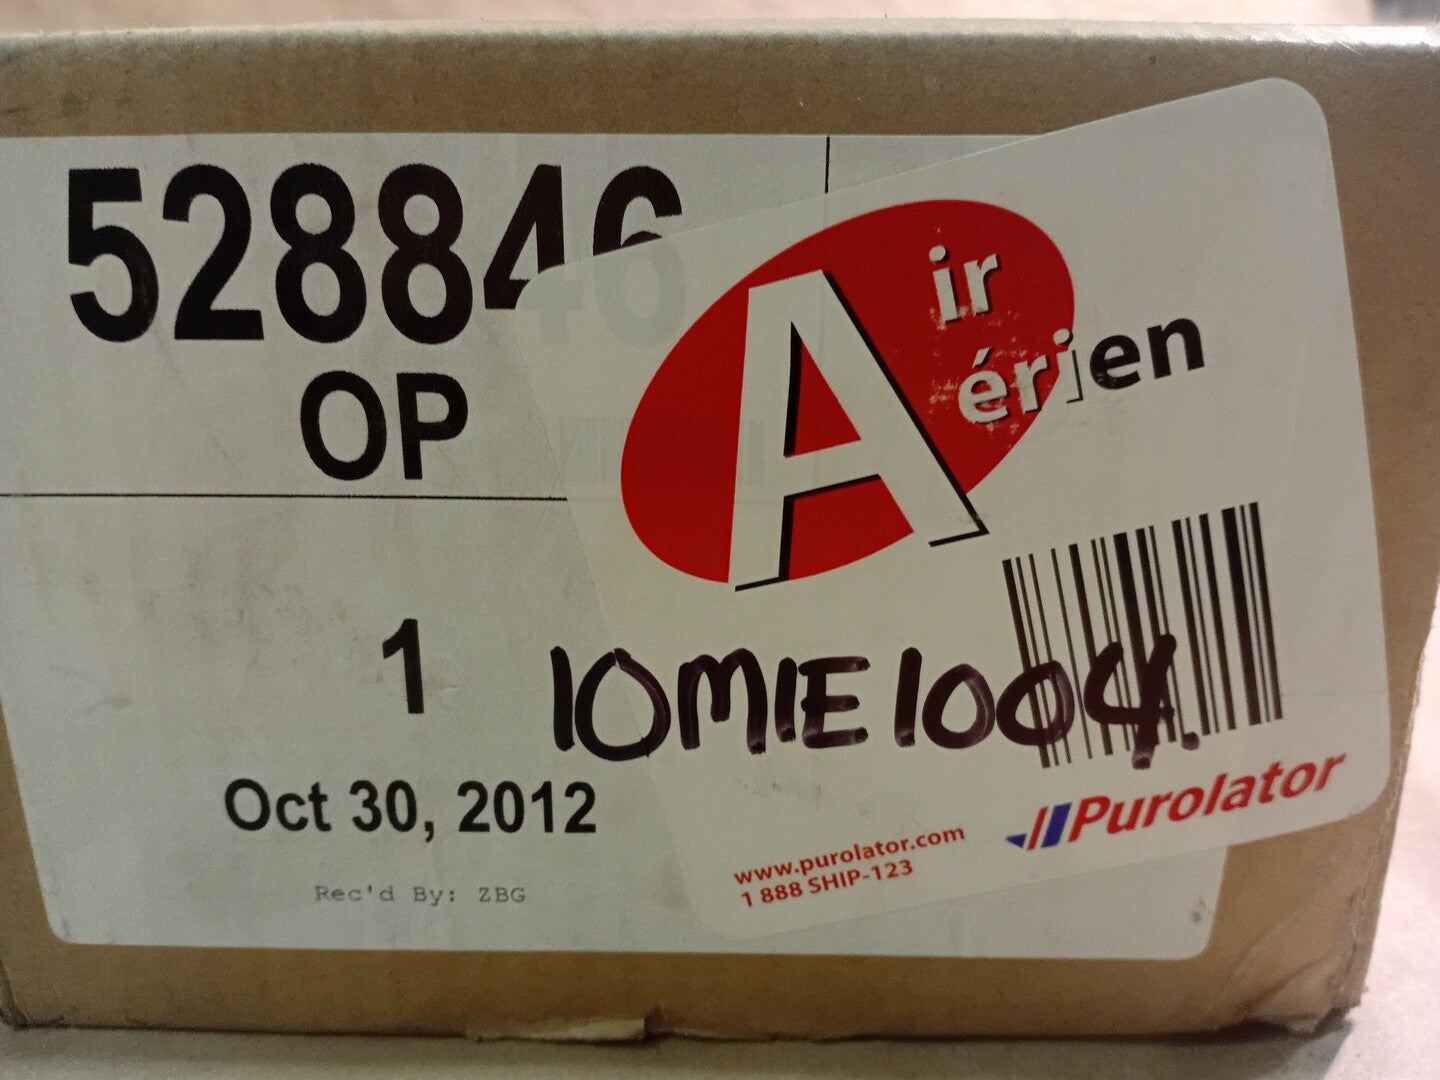 528846
OP
Air
Aérien
1
10MIE1004.
Oct 30, 2012
Purolator
www.purolator.com
1 888 SHIP-123
Rec'd By: ZBG